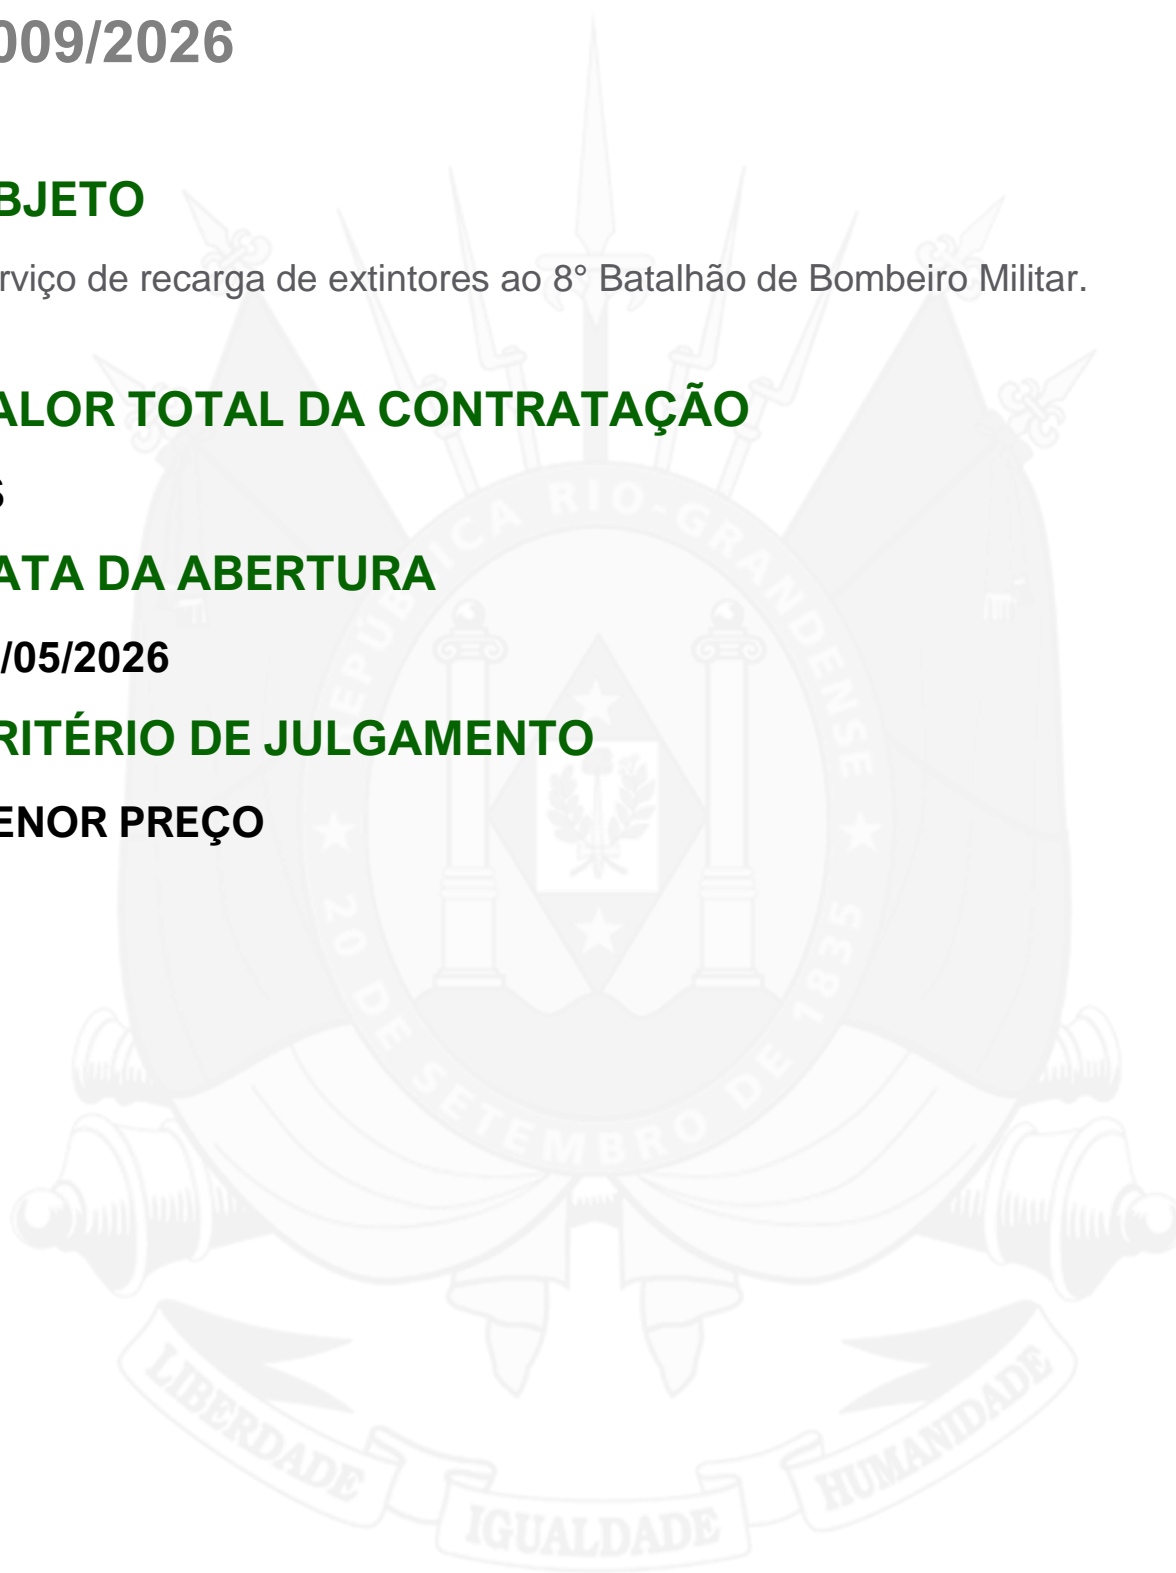 009/2026
BJETO
rviço de recarga de extintores ao 8° Batalhão de Bombeiro Militar.
ALOR TOTAL DA CONTRATAÇÃO
ATA DA ABERTURA
/05/2026
RITÉRIO DE JULGAMENTO
ENOR PREÇO
REPÚBLICA RIO-GRANDENSE
20 DE SETEMBRO DE 1835
LIBERDADE
IGUALDADE
HUMANIDADE